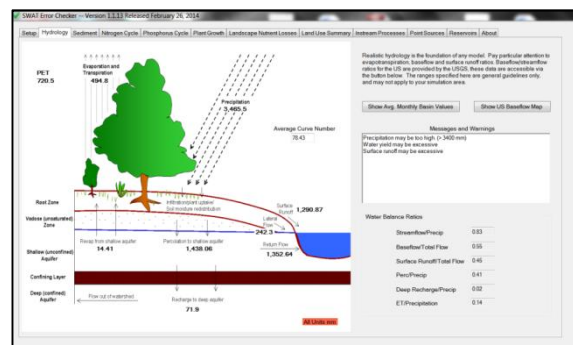 SWAT Error Checker -- Version 1.1.13 Released February 26, 2014
Setup Hydrology Sediment Nitrogen Cycle Phosphorus Cycle Plant Growth Landscape Nutrient Losses Land Use Summary Instream Processes Point Sources Reservoirs About
PET
720.5
Evaporation and
Transpiration
494.8
Precipitation
3,465.5
Average Curve Number
78.43
Root Zone
Infiltration/plant uptake/
Soil moisture redistribution
Surface
Runoff
1,290.87
Vadose (unsaturated)
Zone
Lateral
Flow
242.3
Revap from shallow aquifer
14.41
Percolation to shallow aquifer
1,438.06
Return Flow
1,352.64
Shallow (unconfined)
Aquifer
Confining Layer
Deep (confined)
Aquifer
Flow out of watershed
Recharge to deep aquifer
71.9
All Units mm
Realistic hydrology is the foundation of any model. Pay particular attention to
evapotranspiration, baseflow and surface runoff ratios. Baseflow/streamflow
ratios for the US are provided by the USGS, these data are accessible via
the button below. The ranges specified here are general guidelines only,
and may not apply to your simulation area.
Show Avg. Monthly Basin Values
Show US Baseflow Map
Messages and Warnings
Precipitation may be too high (> 3400 mm)
Water yield may be excessive
Surface runoff may be excessive
Water Balance Ratios
Streamflow/Precip 0.83
Baseflow/Total Flow 0.55
Surface Runoff/Total Flow 0.45
Perc/Precip 0.41
Deep Recharge/Precip 0.02
ET/Precipitation 0.14